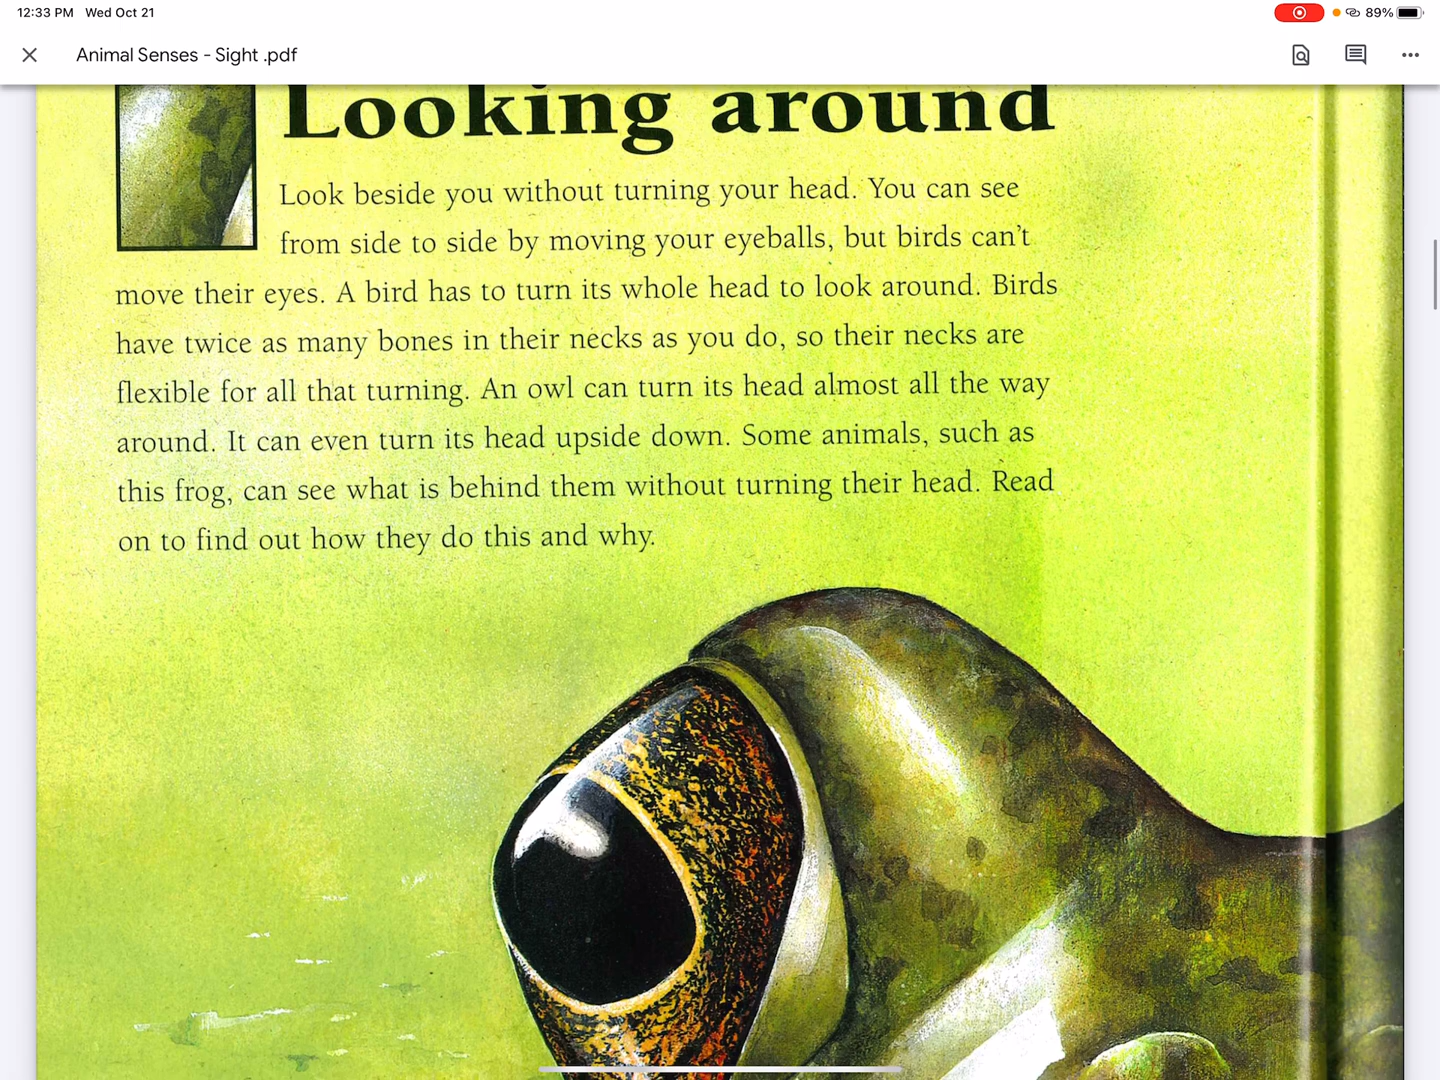 12:33 PM Wed Oct 21
89%
Animal Senses - Sight .pdf
Looking around
Look beside you without turning your head. You can see
from side to side by moving your eyeballs, but birds can't
move their eyes. A bird has to turn its whole head to look around. Birds
have twice as many bones in their necks as you do, so their necks are
flexible for all that turning. An owl can turn its head almost all the way
around. It can even turn its head upside down. Some animals, such as
this frog, can see what is behind them without turning their head. Read
on to find out how they do this and why.